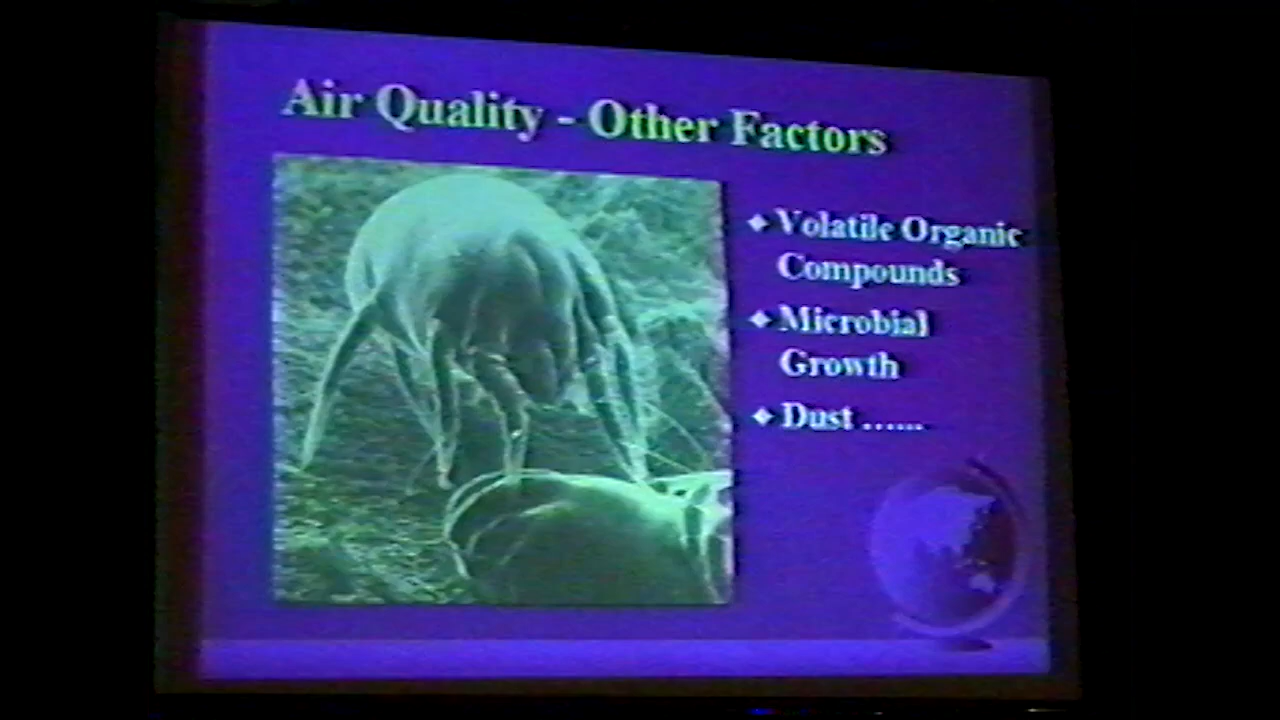 Air Quality - Other Factors
✦ Volatile Organic
Compounds
✦ Microbial
Growth
✦ Dust ......